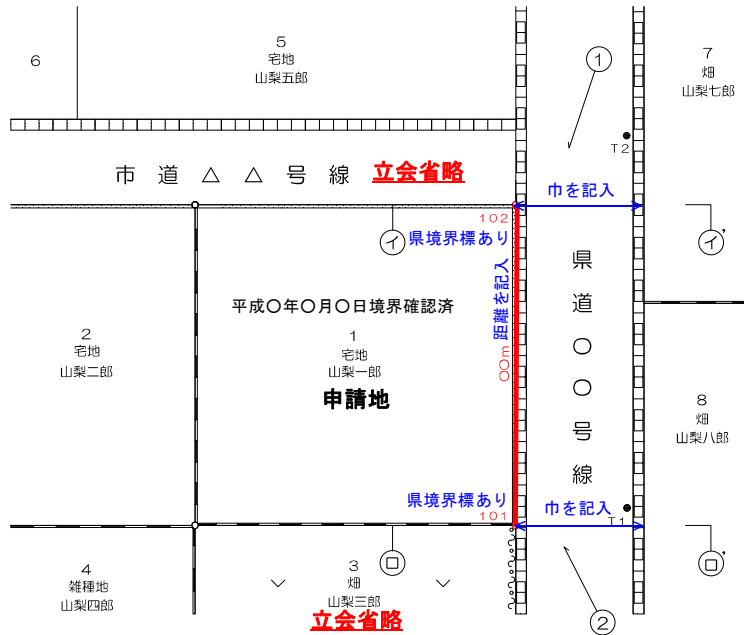 6
5
宅地
山梨五郎
①
7
畑
山梨七郎
T2
市道△△号線
立会省略
巾を記入
102
イ
県境界標あり
イ'
距離を記入
県道〇〇号線
平成〇年〇月〇日境界確認済
2
宅地
山梨二郎
1
宅地
山梨一郎
〇〇m
申請地
8
畑
山梨八郎
県境界標あり
101
巾を記入
T1
4
雑種地
山梨四郎
3
畑
山梨三郎
ロ
ロ'
立会省略
②